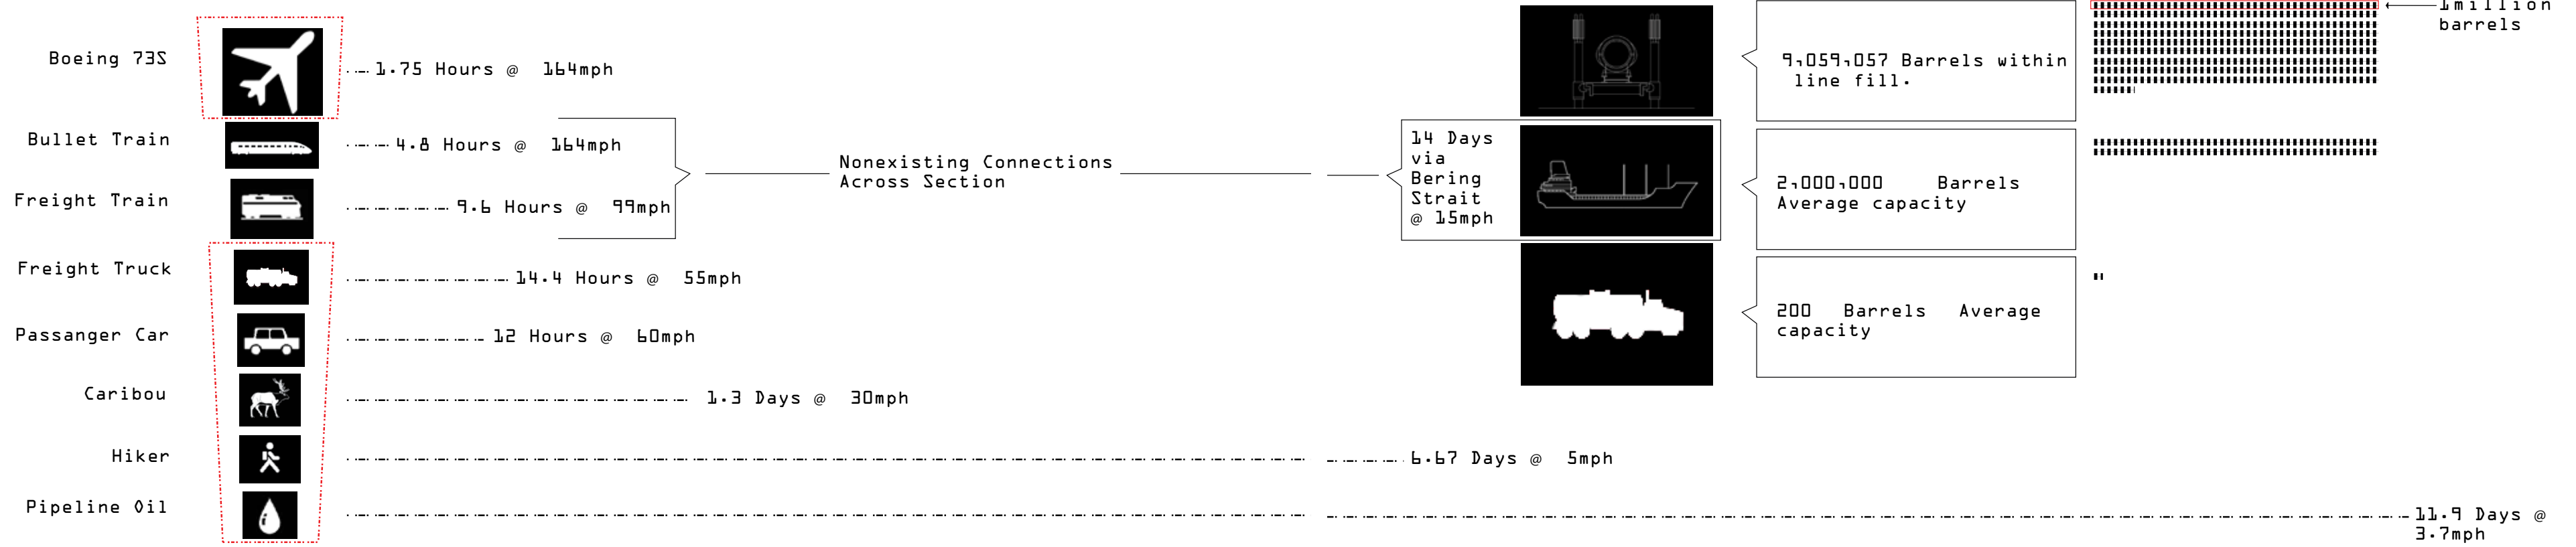 Boeing 73S
1.75 Hours @ 164mph
Bullet Train
4.8 Hours @ 164mph
Freight Train
9.6 Hours @ 99mph
Nonexisting Connections
Across Section
Freight Truck
14.4 Hours @ 55mph
Passanger Car
12 Hours @ 60mph
Caribou
1.3 Days @ 30mph
Hiker
6.67 Days @ 5mph
Pipeline Oil
11.9 Days @
3.7mph
14 Days
via
Bering
Strait
@ 15mph
9,059,057 Barrels within
line fill.
1million
barrels
2,000,000 Barrels
Average capacity
200 Barrels Average
capacity